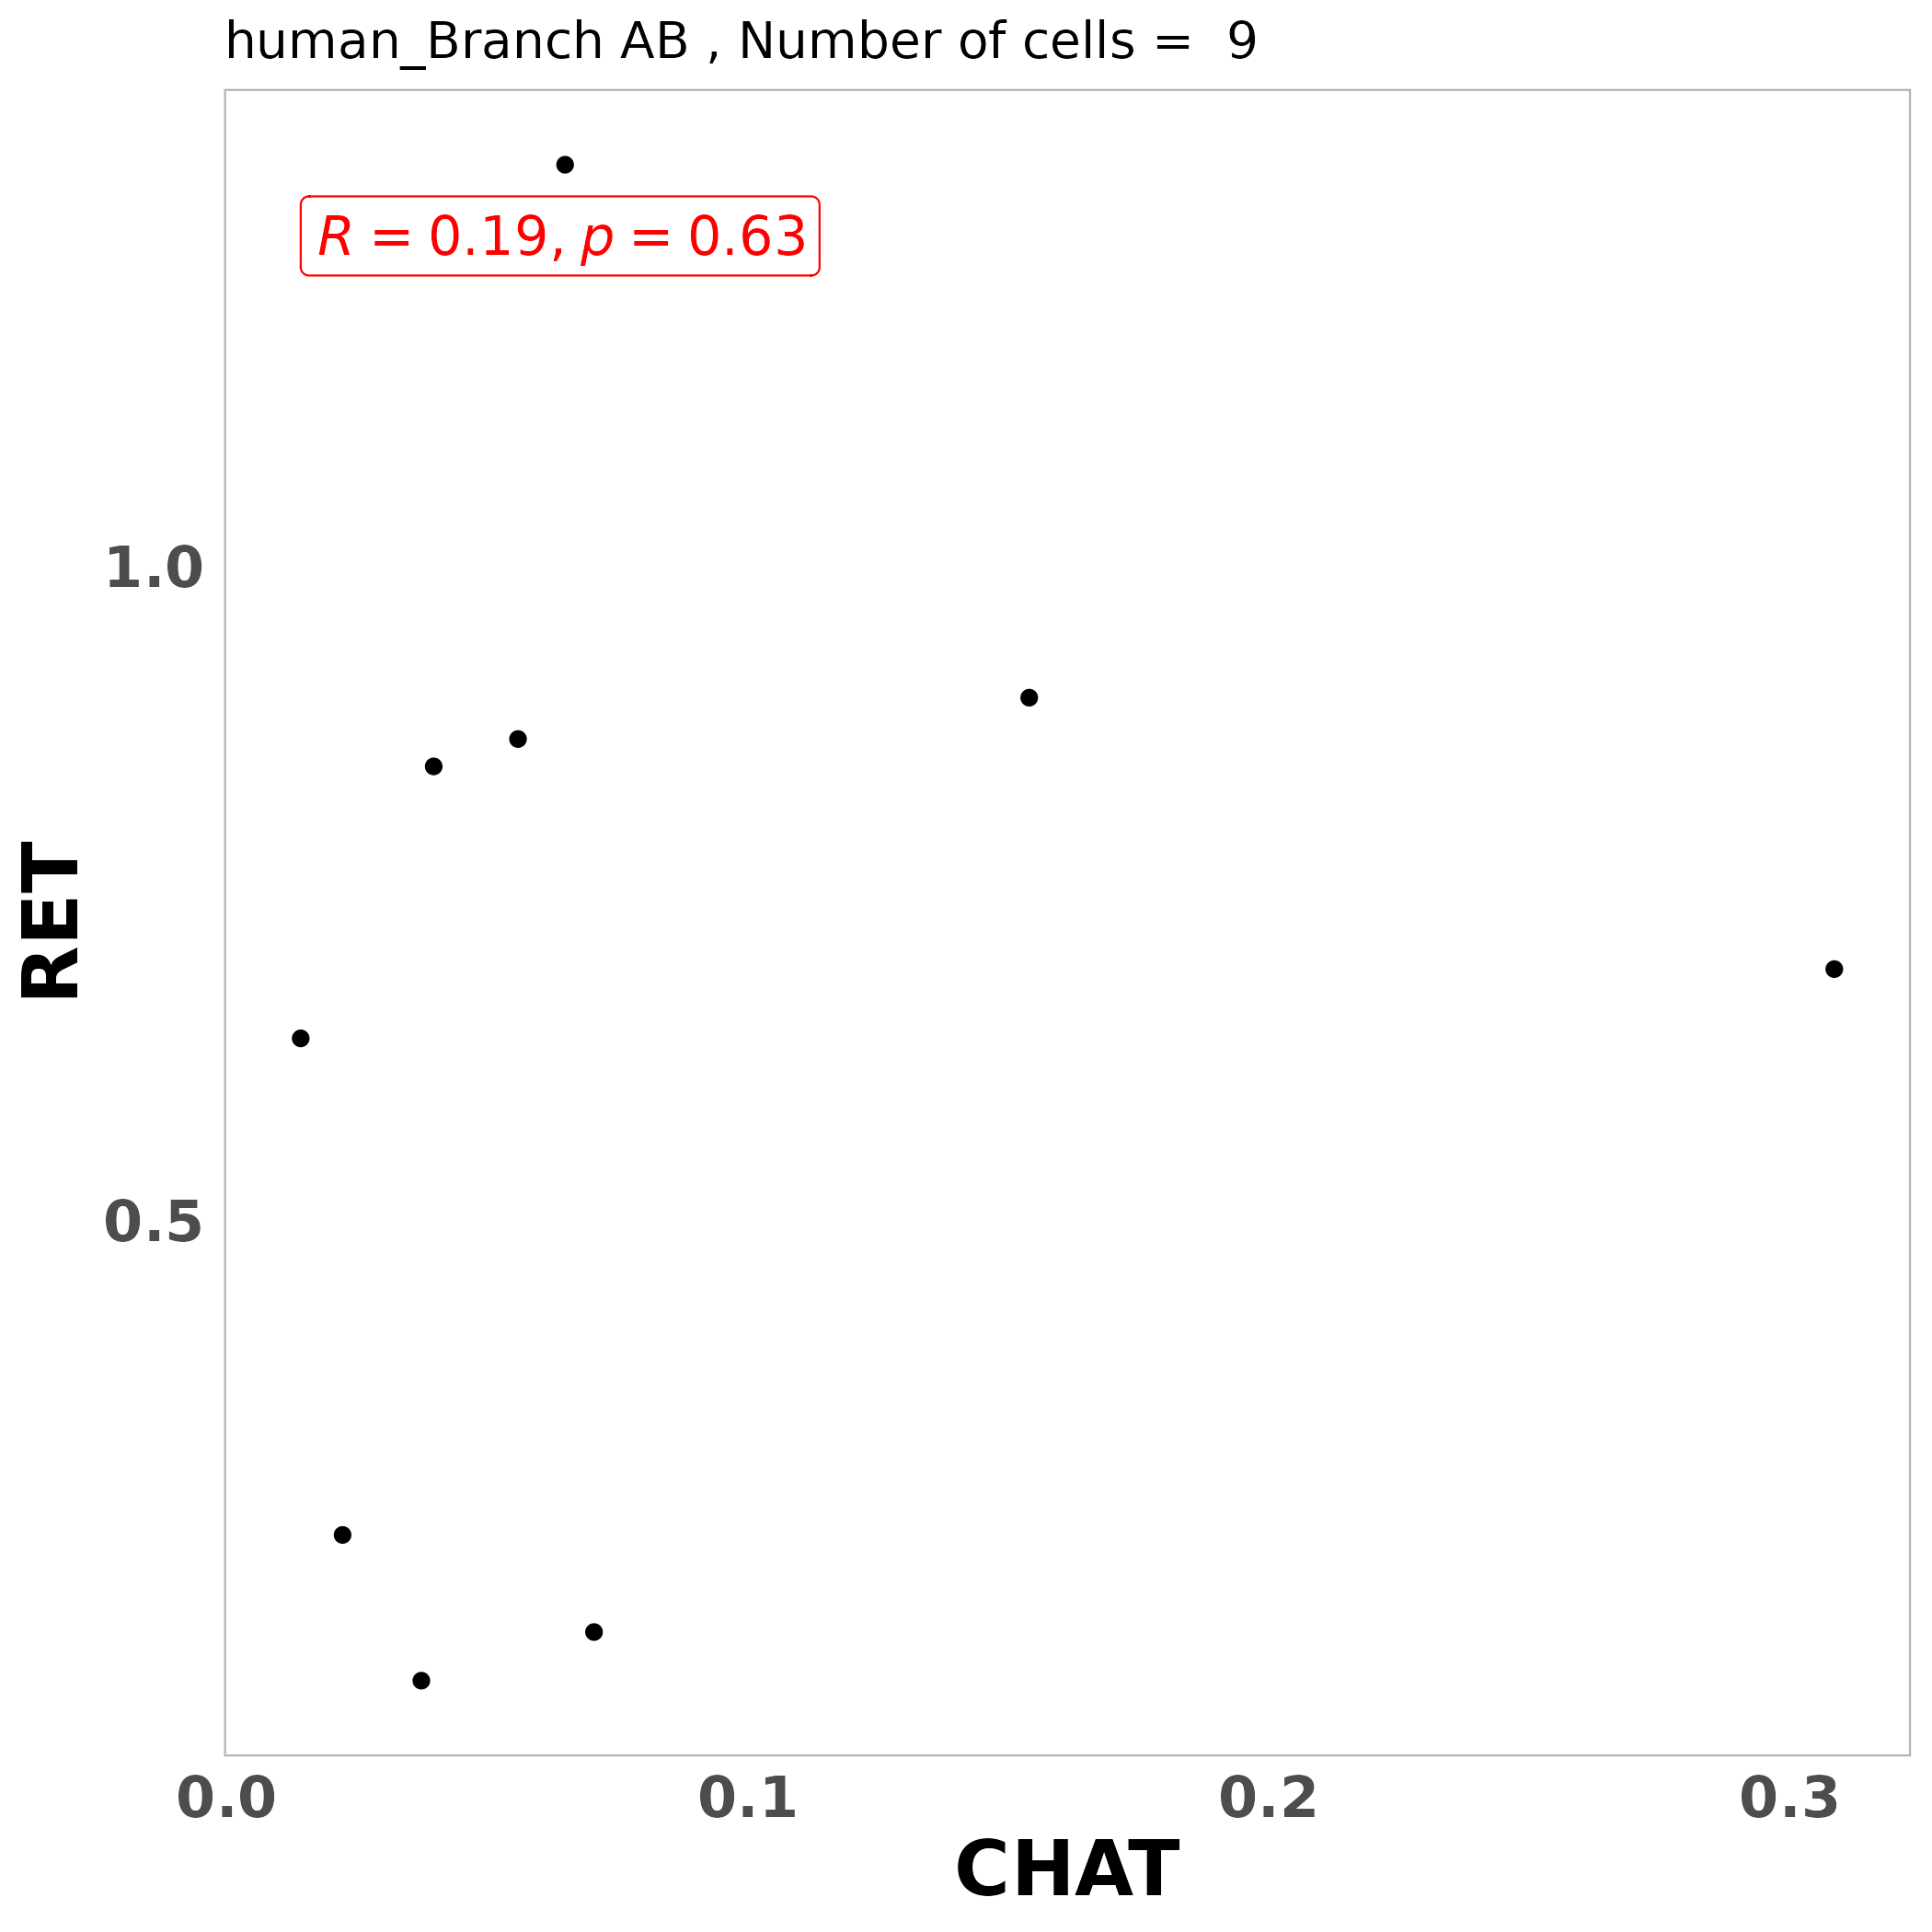 human_Branch AB , Number of cells =  9
R = 0.19, p = 0.63
1.0
RET
0.5
0.0 0.1 0.2 0.3
CHAT